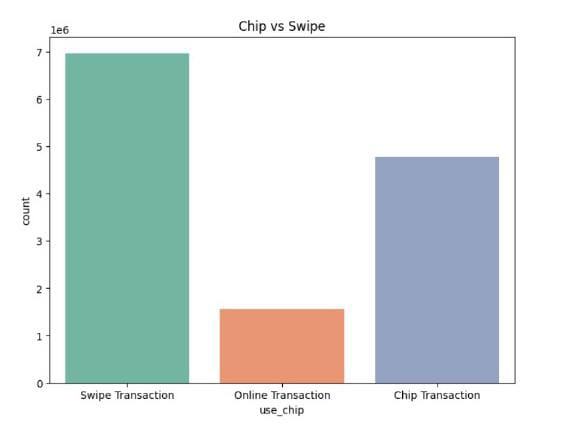 Chip vs Swipe
1e6
7
6
5
4
3
2
1
0
count
Swipe Transaction
Online Transaction
Chip Transaction
use_chip